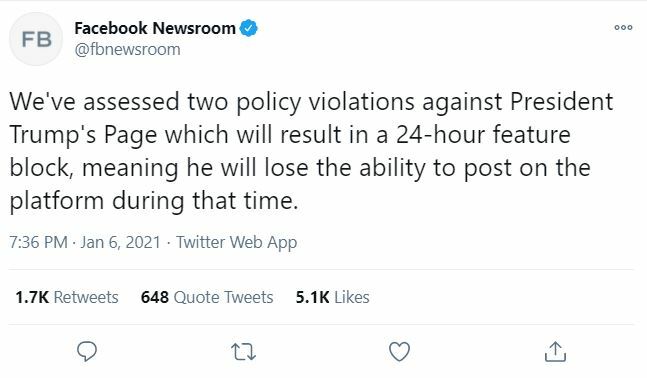 FB
Facebook Newsroom
@fbnewsroom
We've assessed two policy violations against President
Trump's Page which will result in a 24-hour feature
block, meaning he will lose the ability to post on the
platform during that time.
7:36 PM · Jan 6, 2021 · Twitter Web App
1.7K Retweets 648 Quote Tweets 5.1K Likes